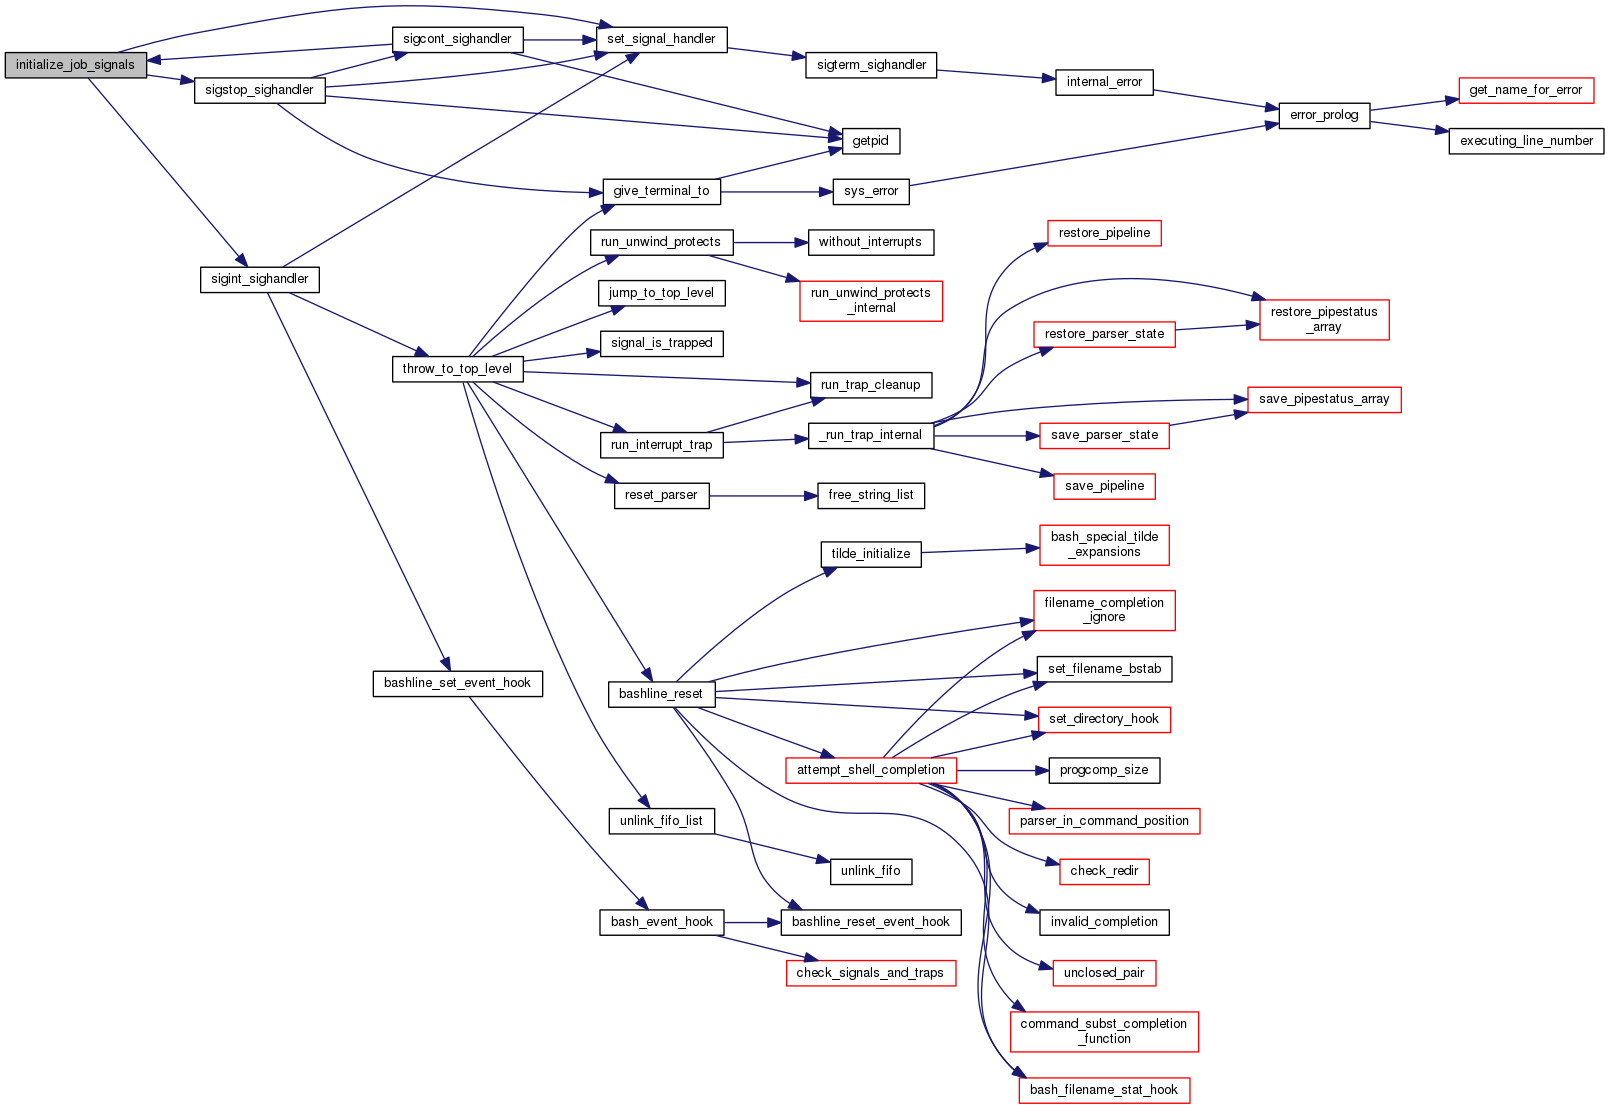 initialize_job_signals
sigcont_sighandler
set_signal_handler
sigstop_sighandler
sigterm_sighandler
internal_error
get_name_for_error
error_prolog
executing_line_number
getpid
give_terminal_to
sys_error
run_unwind_protects
without_interrupts
restore_pipeline
sigint_sighandler
jump_to_top_level
run_unwind_protects
_internal
restore_pipestatus
_array
restore_parser_state
signal_is_trapped
throw_to_top_level
run_trap_cleanup
save_pipestatus_array
run_interrupt_trap
_run_trap_internal
save_parser_state
save_pipeline
reset_parser
free_string_list
tilde_initialize
bash_special_tilde
_expansions
filename_completion
_ignore
set_filename_bstab
bashline_set_event_hook
bashline_reset
set_directory_hook
attempt_shell_completion
progcomp_size
parser_in_command_position
unlink_fifo_list
unlink_fifo
check_redir
bash_event_hook
bashline_reset_event_hook
invalid_completion
check_signals_and_traps
unclosed_pair
command_subst_completion
_function
bash_filename_stat_hook